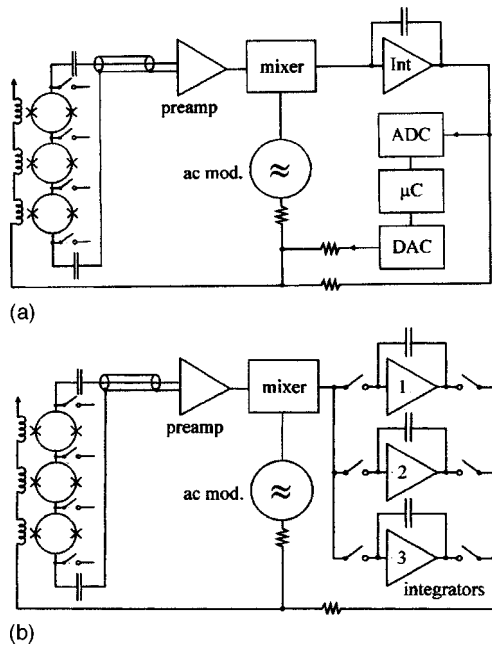 mixer
Int
preamp
ADC
ac mod.
≈
μC
DAC
(a)
mixer
1
preamp
ac mod.
≈
2
3
integrators
(b)